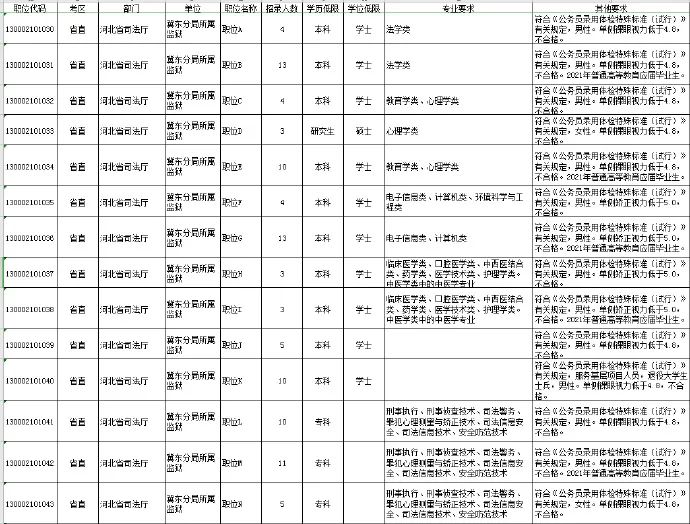 职位代码 考区 部门 单位 职位名称 招录人数 学历低限 学位低限 专业要求 其他要求
130002101030 省直 河北省司法厅 冀东分局所属监狱 职位A 4 本科 学士 法学类
符合《公务员录用体检特殊标准（试行）》
有关规定，男性。单侧裸眼视力低于4.8，
不合格。
130002101031 省直 河北省司法厅 冀东分局所属监狱 职位B 13 本科 学士 法学类
符合《公务员录用体检特殊标准（试行）》
有关规定，男性。单侧裸眼视力低于4.8，
不合格。2021年普通高等教育应届毕业生。
130002101032 省直 河北省司法厅 冀东分局所属监狱 职位C 4 本科 学士 教育学类、心理学类
符合《公务员录用体检特殊标准（试行）》
有关规定，男性。单侧裸眼视力低于4.8，
不合格。
130002101033 省直 河北省司法厅 冀东分局所属监狱 职位D 3 研究生 硕士 心理学类
符合《公务员录用体检特殊标准（试行）》
有关规定，女性。单侧裸眼视力低于4.8，
不合格。
130002101034 省直 河北省司法厅 冀东分局所属监狱 职位E 10 本科 学士 教育学类、心理学类
符合《公务员录用体检特殊标准（试行）》
有关规定，男性。单侧裸眼视力低于4.8，
不合格。2021年普通高等教育应届毕业生。
130002101035 省直 河北省司法厅 冀东分局所属监狱 职位F 4 本科 学士
电子信息类、计算机类、环境科学与工
程类
符合《公务员录用体检特殊标准（试行）》
有关规定，男性。单侧矫正视力低于5.0，
不合格。
130002101036 省直 河北省司法厅 冀东分局所属监狱 职位G 13 本科 学士 电子信息类、计算机类
符合《公务员录用体检特殊标准（试行）》
有关规定，男性。单侧矫正视力低于5.0，
不合格。2021年普通高等教育应届毕业生。
130002101037 省直 河北省司法厅 冀东分局所属监狱 职位H 3 本科 学士
临床医学类、口腔医学类、中西医结合
类、药学类、医学技术类、护理学类。
中医学类中的中医学专业
符合《公务员录用体检特殊标准（试行）》
有关规定，男性。单侧矫正视力低于5.0，
不合格。
130002101038 省直 河北省司法厅 冀东分局所属监狱 职位I 3 本科 学士
临床医学类、口腔医学类、中西医结合
类、药学类、医学技术类、护理学类。
中医学类中的中医学专业
符合《公务员录用体检特殊标准（试行）》
有关规定，男性。单侧矫正视力低于5.0，
不合格。2021年普通高等教育应届毕业生。
130002101039 省直 河北省司法厅 冀东分局所属监狱 职位J 5 本科 学士
符合《公务员录用体检特殊标准（试行）》
有关规定，男性。单侧裸眼视力低于4.8，
不合格。
130002101040 省直 河北省司法厅 冀东分局所属监狱 职位K 10 本科 学士
符合《公务员录用体检特殊标准（试行）》
有关规定，服务基层项目人员，退役大学生
士兵，男性。单侧裸眼视力低于4.8，不合
格。
130002101041 省直 河北省司法厅 冀东分局所属监狱 职位L 10 专科
刑事执行、刑事侦查技术、司法警务、
罪犯心理测量与矫正技术、司法信息安
全、司法信息技术、安全防范技术
符合《公务员录用体检特殊标准（试行）》
有关规定，男性。单侧裸眼视力低于4.8，
不合格。
130002101042 省直 河北省司法厅 冀东分局所属监狱 职位M 11 专科
刑事执行、刑事侦查技术、司法警务、
罪犯心理测量与矫正技术、司法信息安
全、司法信息技术、安全防范技术
符合《公务员录用体检特殊标准（试行）》
有关规定，男性。单侧裸眼视力低于4.8，
不合格。2021年普通高等教育应届毕业生。
130002101043 省直 河北省司法厅 冀东分局所属监狱 职位N 5 专科
刑事执行、刑事侦查技术、司法警务、
罪犯心理测量与矫正技术、司法信息安
全、司法信息技术、安全防范技术
符合《公务员录用体检特殊标准（试行）》
有关规定，女性。单侧裸眼视力低于4.8，
不合格。